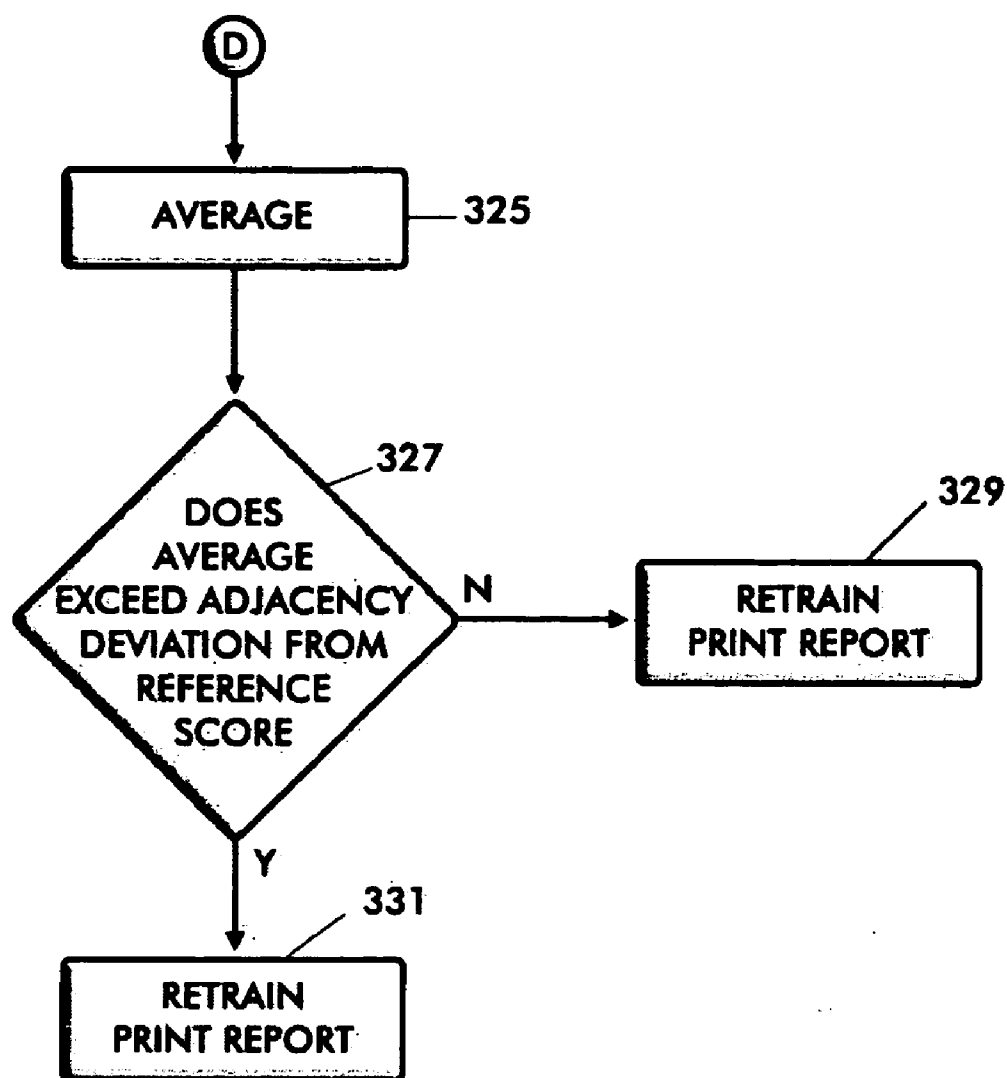 D
AVERAGE
325
327
DOES
AVERAGE
EXCEED ADJACENCY
DEVIATION FROM
REFERENCE
SCORE
N
329
RETRAIN
PRINT REPORT
Y
331
RETRAIN
PRINT REPORT